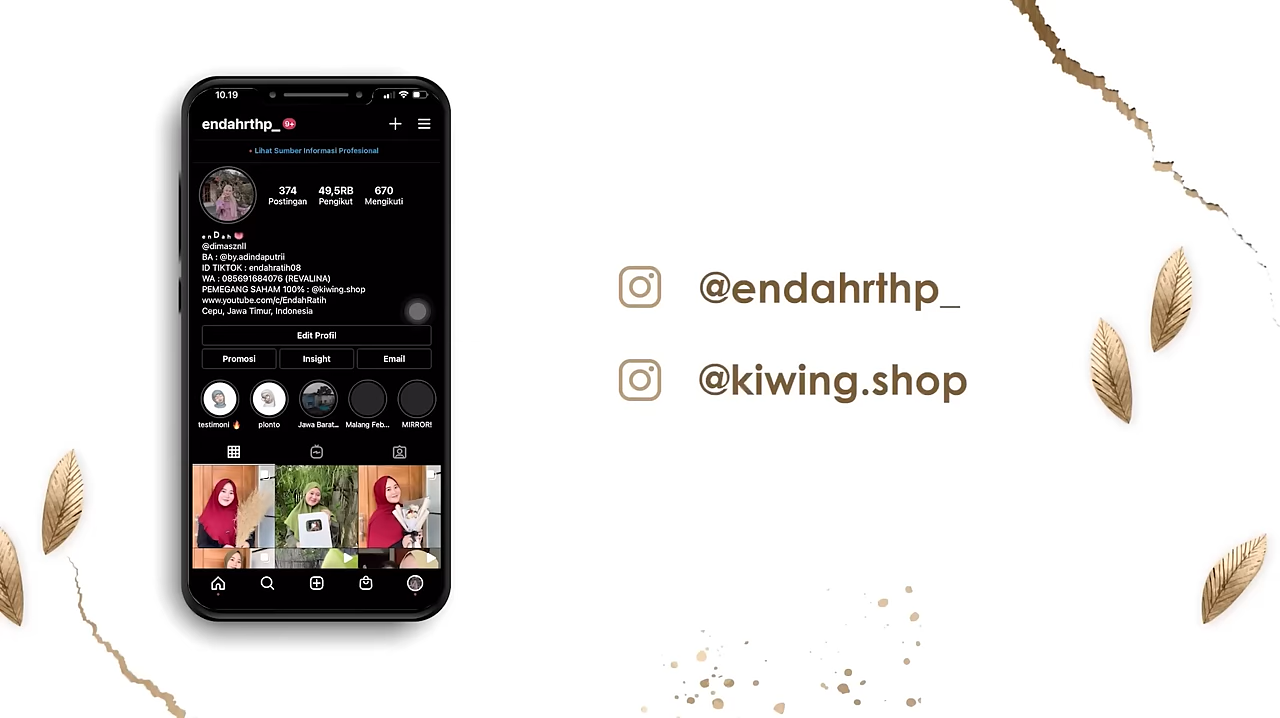 10.19
endahrthp_ 9+
• Lihat Sumber Informasi Profesional
374 49,5RB 670
Postingan Pengikut Mengikuti
enDah
@dimasznll
BA : @by.adindaputrii
ID TIKTOK : endahratih08
WA : 085691684076 (REVALINA)
PEMEGANG SAHAM 100% : @kiwing.shop
www.youtube.com/c/EndahRatih
Cepu, Jawa Timur, Indonesia
Edit Profil
Promosi Insight Email
testimoni 🔥 plonto Jawa Barat... Malang Feb... MIRROR!
@endahrthp_
@kiwing.shop